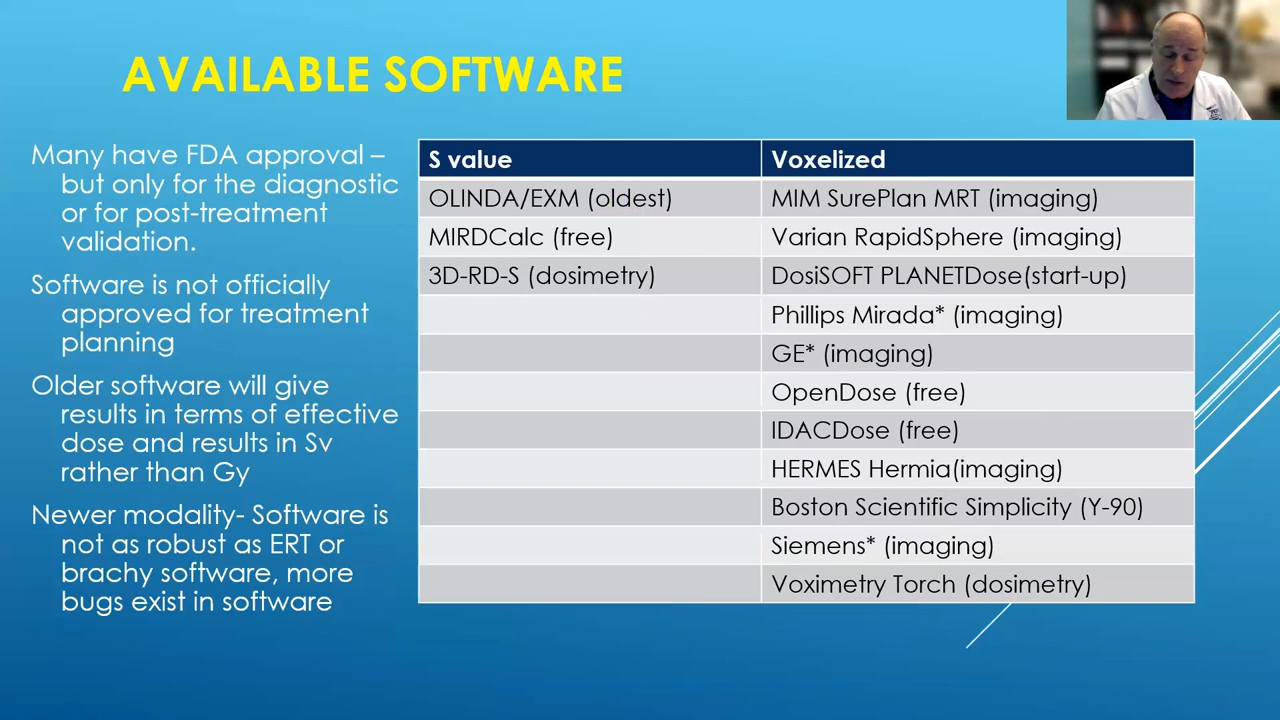 AVAILABLE SOFTWARE
Many have FDA approval –
but only for the diagnostic
or for post-treatment
validation.
Software is not officially
approved for treatment
planning
Older software will give
results in terms of effective
dose and results in Sv
rather than Gy
Newer modality- Software is
not as robust as ERT or
brachy software, more
bugs exist in software
S value
Voxelized
OLINDA/EXM (oldest)
MIM SurePlan MRT (imaging)
MIRDCalc (free)
Varian RapidSphere (imaging)
3D-RD-S (dosimetry)
DosiSOFT PLANETDose(start-up)
Phillips Mirada* (imaging)
GE* (imaging)
OpenDose (free)
IDACDose (free)
HERMES Hermia(imaging)
Boston Scientific Simplicity (Y-90)
Siemens* (imaging)
Voximetry Torch (dosimetry)